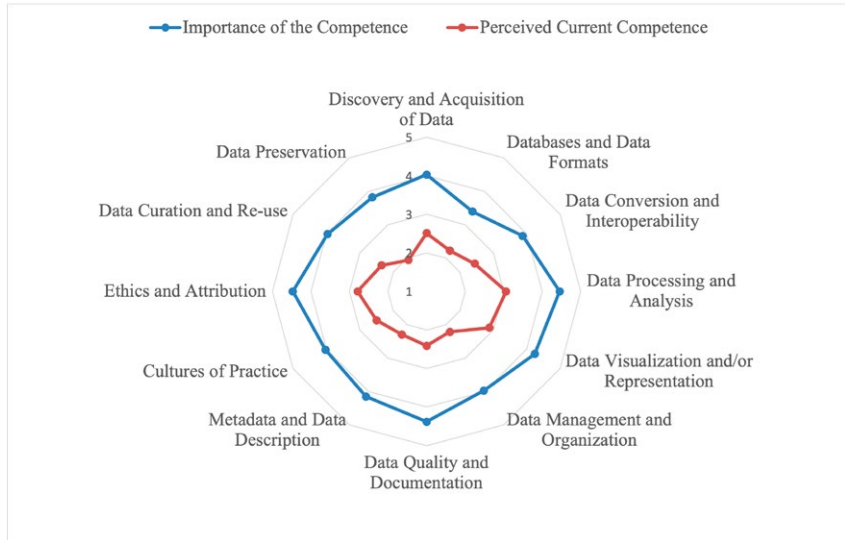 Importance of the Competence
Perceived Current Competence
Discovery and Acquisition
of Data
Databases and Data
Formats
Data Conversion and
Interoperability
Data Processing and
Analysis
Data Visualization and/or
Representation
Data Management and
Organization
Data Quality and
Documentation
Metadata and Data
Description
Cultures of Practice
Ethics and Attribution
Data Curation and Re-use
Data Preservation
5
4
3
2
1